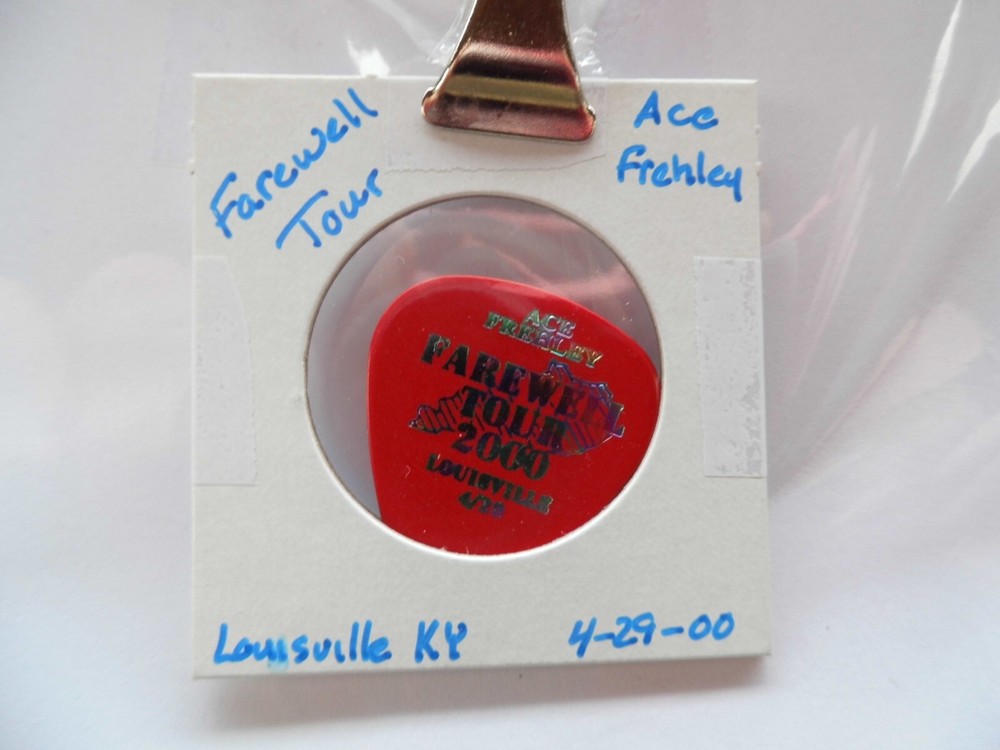 Farewell
Tour
Ace
Frehley
ACE
FREHLEY
FAREWELL
TOUR
2000
LOUISVILLE
Louisville KY
4-29-00